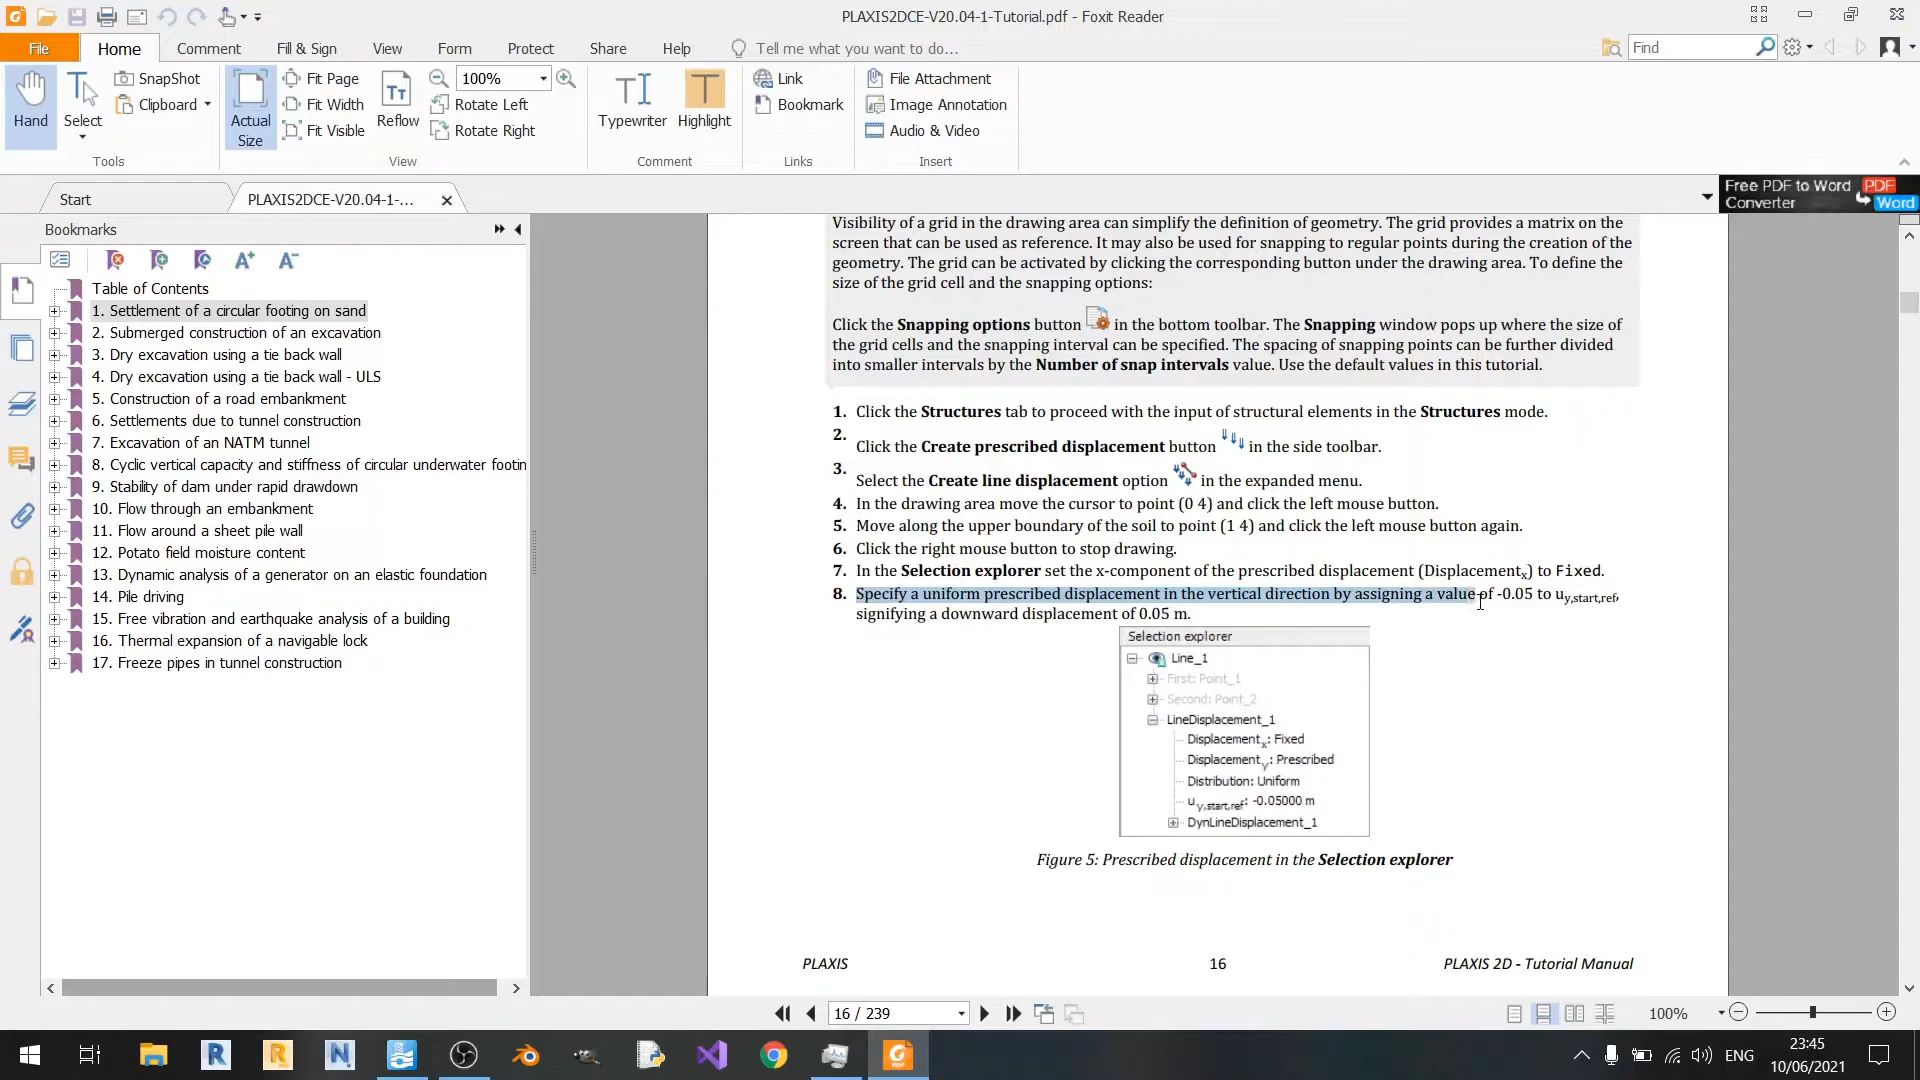 PLAXIS2DCE-V20.04-1-Tutorial.pdf - Foxit Reader
File Home Comment Fill & Sign View Form Protect Share Help Tell me what you want to do... Find
Hand
Select
SnapShot
Clipboard
Tools
Actual
Size
Fit Page
Fit Width
Fit Visible
Reflow
100%
Rotate Left
Rotate Right
View
Typewriter
Highlight
Comment
Link
Bookmark
Links
File Attachment
Image Annotation
Audio & Video
Insert
Start
PLAXIS2DCE-V20.04-1-...
Free PDF to Word PDF
Converter Word
Bookmarks
Table of Contents
1. Settlement of a circular footing on sand
2. Submerged construction of an excavation
3. Dry excavation using a tie back wall
4. Dry excavation using a tie back wall - ULS
5. Construction of a road embankment
6. Settlements due to tunnel construction
7. Excavation of an NATM tunnel
8. Cyclic vertical capacity and stiffness of circular underwater footin
9. Stability of dam under rapid drawdown
10. Flow through an embankment
11. Flow around a sheet pile wall
12. Potato field moisture content
13. Dynamic analysis of a generator on an elastic foundation
14. Pile driving
15. Free vibration and earthquake analysis of a building
16. Thermal expansion of a navigable lock
17. Freeze pipes in tunnel construction
Visibility of a grid in the drawing area can simplify the definition of geometry. The grid provides a matrix on the
screen that can be used as reference. It may also be used for snapping to regular points during the creation of the
geometry. The grid can be activated by clicking the corresponding button under the drawing area. To define the
size of the grid cell and the snapping options:
Click the Snapping options button in the bottom toolbar. The Snapping window pops up where the size of
the grid cells and the snapping interval can be specified. The spacing of snapping points can be further divided
into smaller intervals by the Number of snap intervals value. Use the default values in this tutorial.
1. Click the Structures tab to proceed with the input of structural elements in the Structures mode.
2. Click the Create prescribed displacement button in the side toolbar.
3. Select the Create line displacement option in the expanded menu.
4. In the drawing area move the cursor to point (0 4) and click the left mouse button.
5. Move along the upper boundary of the soil to point (1 4) and click the left mouse button again.
6. Click the right mouse button to stop drawing.
7. In the Selection explorer set the x-component of the prescribed displacement (Displacementx) to Fixed.
8. Specify a uniform prescribed displacement in the vertical direction by assigning a value of -0.05 to uy,start,ref,
signifying a downward displacement of 0.05 m.
Selection explorer
Line_1
First: Point_1
Second: Point_2
LineDisplacement_1
Displacementx: Fixed
Displacementy: Prescribed
Distribution: Uniform
uy,start,ref: -0.05000 m
DynLineDisplacement_1
Figure 5: Prescribed displacement in the Selection explorer
PLAXIS 16 PLAXIS 2D - Tutorial Manual
16 / 239
100%
ENG
23:45
10/06/2021